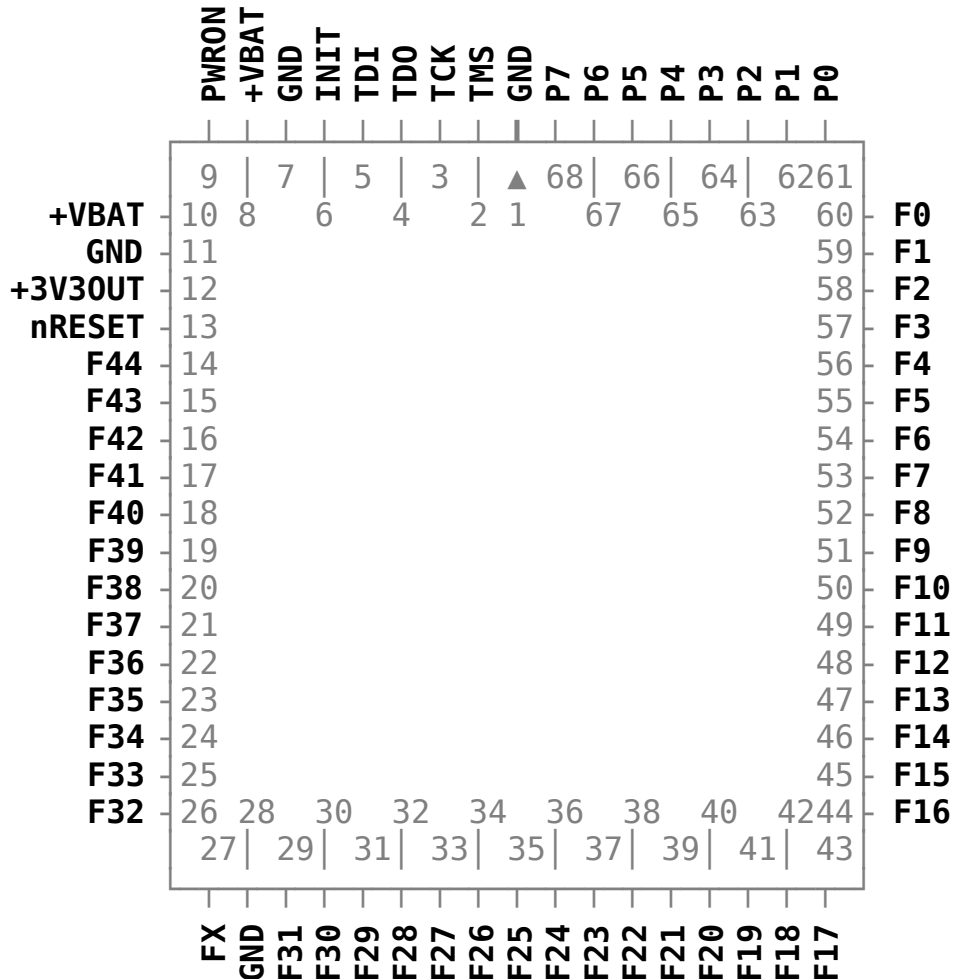 PWRON +VBAT GND INIT TDI TDO TCK TMS GND P7 P6 P5 P4 P3 P2 P1 P0
9 7 5 3 ▲ 68 66 64 62 61
+VBAT 10 8 6 4 2 1 67 65 63 60 F0
GND 11 59 F1
+3V3OUT 12 58 F2
nRESET 13 57 F3
F44 14 56 F4
F43 15 55 F5
F42 16 54 F6
F41 17 53 F7
F40 18 52 F8
F39 19 51 F9
F38 20 50 F10
F37 21 49 F11
F36 22 48 F12
F35 23 47 F13
F34 24 46 F14
F33 25 45 F15
F32 26 28 30 32 34 36 38 40 42 44 F16
27 29 31 33 35 37 39 41 43
FX GND F31 F30 F29 F28 F27 F26 F25 F24 F23 F22 F21 F20 F19 F18 F17